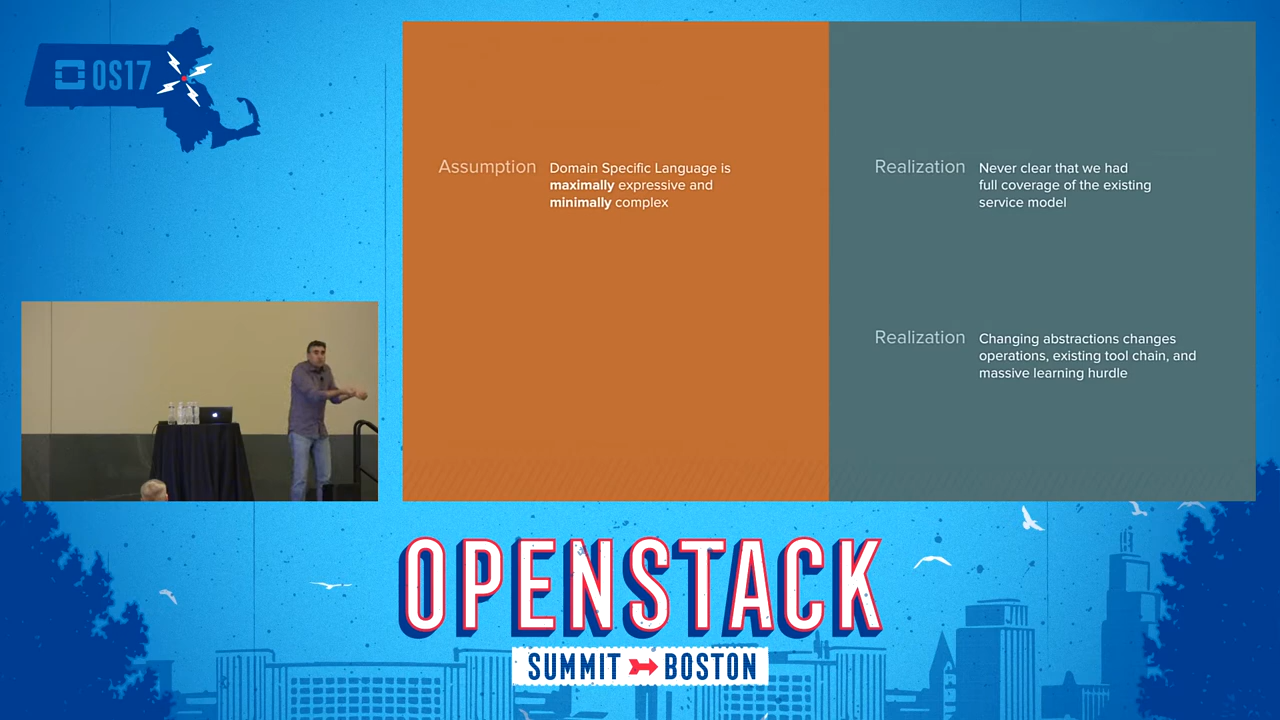 OS17
Assumption
Domain Specific Language is
maximally expressive and
minimally complex
Realization
Never clear that we had
full coverage of the existing
service model
Realization
Changing abstractions changes
operations, existing tool chain, and
massive learning hurdle
OPENSTACK
SUMMIT BOSTON